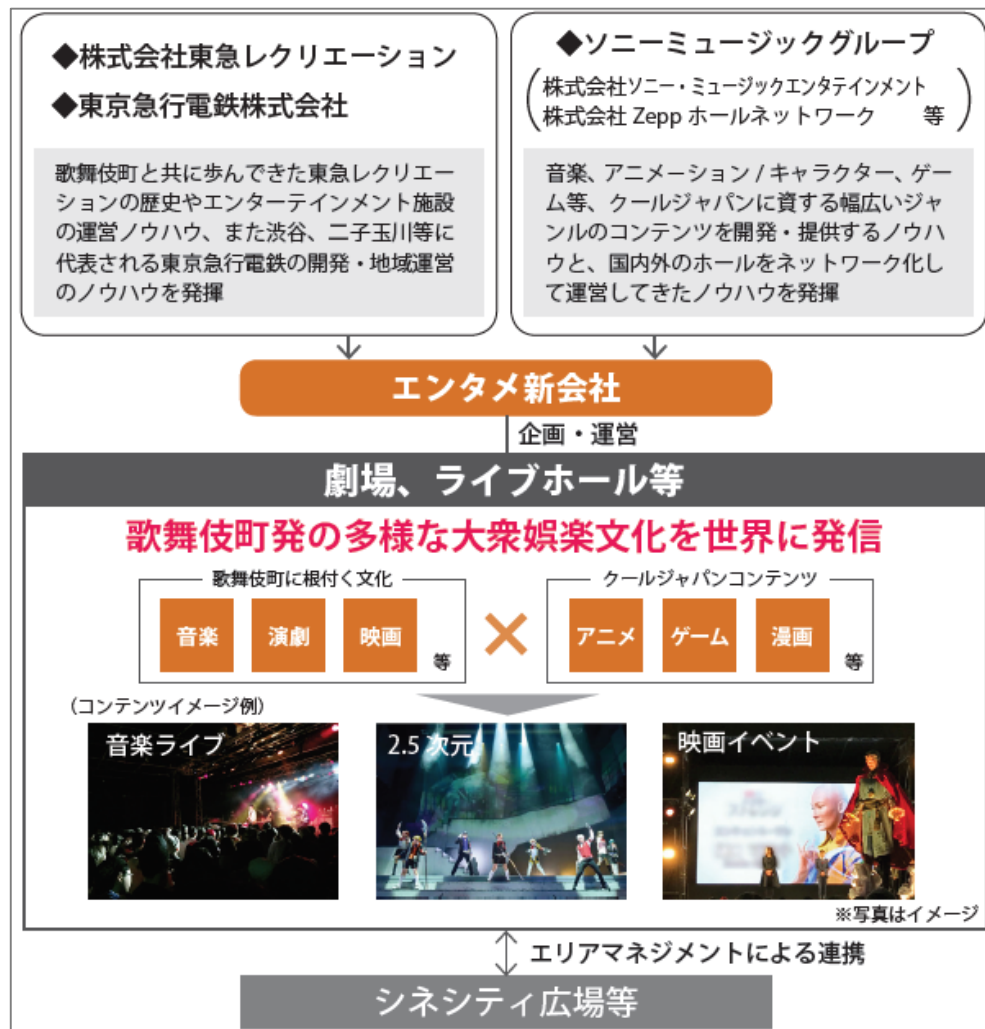 ◆株式会社東急レクリエーション
◆東京急行電鉄株式会社
歌舞伎町と共に歩んできた東急レクリエー
ションの歴史やエンターテインメント施設
の運営ノウハウ、また渋谷、二子玉川等に
代表される東京急行電鉄の開発・地域運営
のノウハウを発揮
◆ソニーミュージックグループ
(株式会社ソニー・ミュージックエンタテインメント
株式会社 Zepp ホールネットワーク 等)
音楽、アニメーション / キャラクター、ゲー
ム等、クールジャパンに資する幅広いジャ
ンルのコンテンツを開発・提供するノウハ
ウと、国内外のホールをネットワーク化し
て運営してきたノウハウを発揮
エンタメ新会社
企画・運営
劇場、ライブホール等
歌舞伎町発の多様な大衆娯楽文化を世界に発信
歌舞伎町に根付く文化
音楽 演劇 映画 等
×
クールジャパンコンテンツ
アニメ ゲーム 漫画 等
（コンテンツイメージ例）
音楽ライブ
2.5 次元
映画イベント
※写真はイメージ
エリアマネジメントによる連携
シネシティ広場等